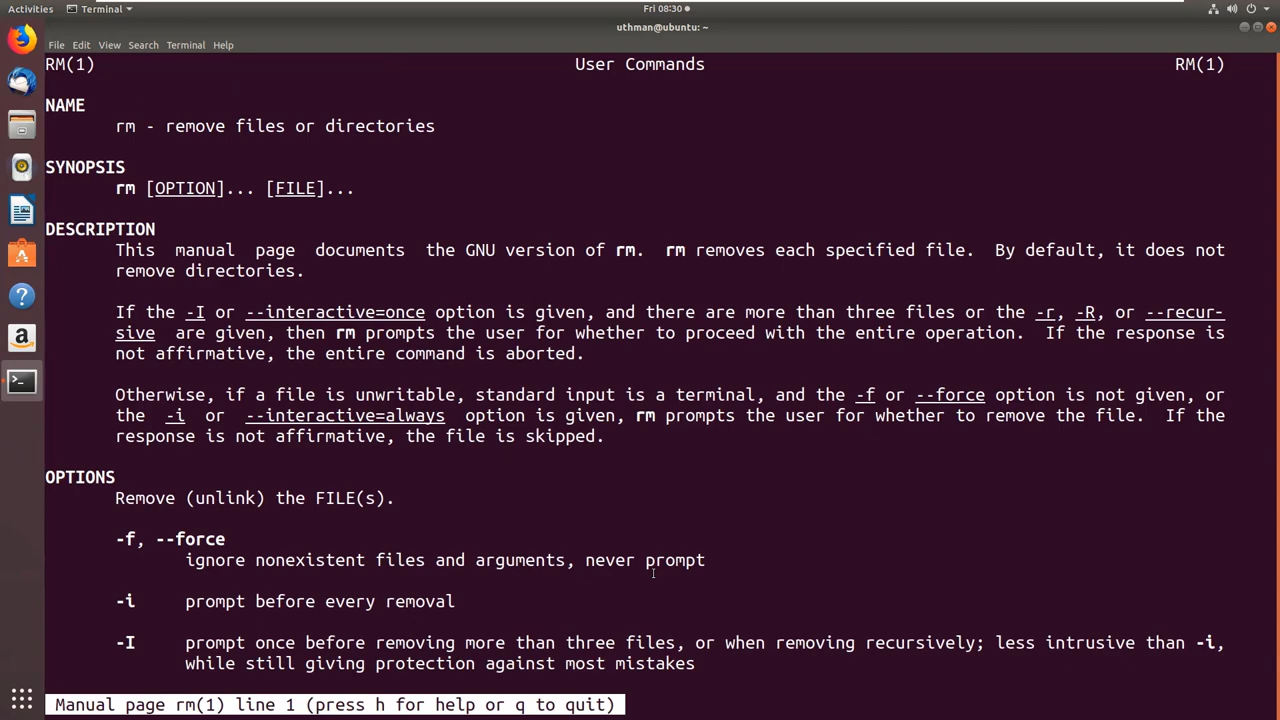 Activities Terminal Fri 08:30
uthman@ubuntu: ~
File Edit View Search Terminal Help
RM(1) User Commands RM(1)
NAME
rm - remove files or directories
SYNOPSIS
rm [OPTION]... [FILE]...
DESCRIPTION
This manual page documents the GNU version of rm. rm removes each specified file. By default, it does not
remove directories.
If the -I or --interactive=once option is given, and there are more than three files or the -r, -R, or --recur-
sive are given, then rm prompts the user for whether to proceed with the entire operation. If the response is
not affirmative, the entire command is aborted.
Otherwise, if a file is unwritable, standard input is a terminal, and the -f or --force option is not given, or
the -i or --interactive=always option is given, rm prompts the user for whether to remove the file. If the
response is not affirmative, the file is skipped.
OPTIONS
Remove (unlink) the FILE(s).
-f, --force
ignore nonexistent files and arguments, never prompt
-i prompt before every removal
-I prompt once before removing more than three files, or when removing recursively; less intrusive than -i,
while still giving protection against most mistakes
Manual page rm(1) line 1 (press h for help or q to quit)